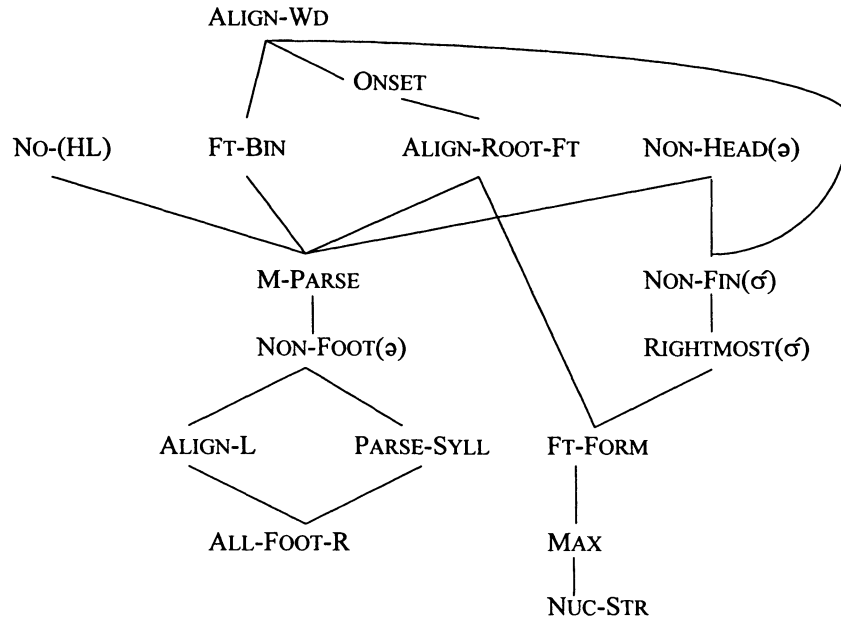 ALIGN-WD
ONSET
NO-(HL) FT-BIN ALIGN-ROOT-FT NON-HEAD(ə)
M-PARSE NON-FIN(σ́)
NON-FOOT(ə) RIGHTMOST(σ́)
ALIGN-L PARSE-SYLL FT-FORM
ALL-FOOT-R MAX
NUC-STR